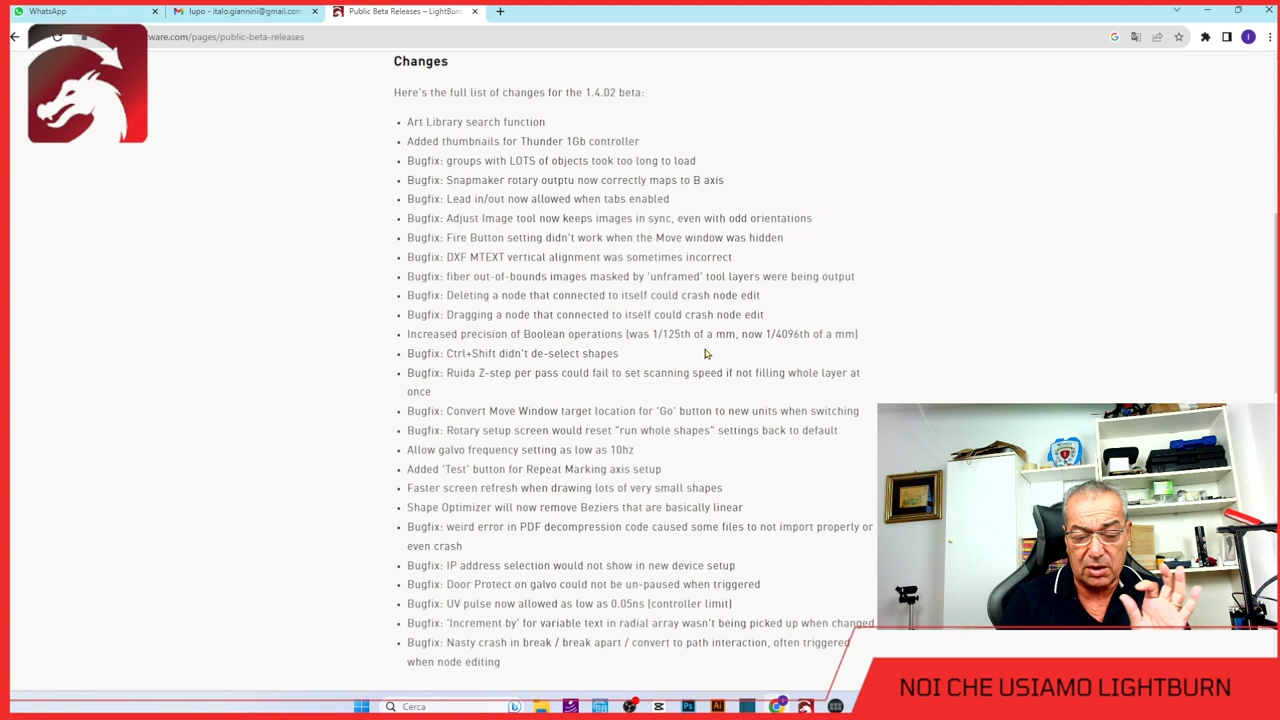 WhatsApp
lupo - italo.giannini@gmail.com
Public Beta Releases – LightBurn
ware.com/pages/public-beta-releases
Changes
Here's the full list of changes for the 1.4.02 beta:
• Art Library search function
• Added thumbnails for Thunder 1Gb controller
• Bugfix: groups with LOTS of objects took too long to load
• Bugfix: Snapmaker rotary outptu now correctly maps to B axis
• Bugfix: Lead in/out now allowed when tabs enabled
• Bugfix: Adjust Image tool now keeps images in sync, even with odd orientations
• Bugfix: Fire Button setting didn't work when the Move window was hidden
• Bugfix: DXF MTEXT vertical alignment was sometimes incorrect
• Bugfix: fiber out-of-bounds images masked by 'unframed' tool layers were being output
• Bugfix: Deleting a node that connected to itself could crash node edit
• Bugfix: Dragging a node that connected to itself could crash node edit
• Increased precision of Boolean operations (was 1/125th of a mm, now 1/4096th of a mm)
• Bugfix: Ctrl+Shift didn't de-select shapes
• Bugfix: Ruida Z-step per pass could fail to set scanning speed if not filling whole layer at
once
• Bugfix: Convert Move Window target location for 'Go' button to new units when switching
• Bugfix: Rotary setup screen would reset "run whole shapes" settings back to default
• Allow galvo frequency setting as low as 10hz
• Added 'Test' button for Repeat Marking axis setup
• Faster screen refresh when drawing lots of very small shapes
• Shape Optimizer will now remove Beziers that are basically linear
• Bugfix: weird error in PDF decompression code caused some files to not import properly or
even crash
• Bugfix: IP address selection would not show in new device setup
• Bugfix: Door Protect on galvo could not be un-paused when triggered
• Bugfix: UV pulse now allowed as low as 0.05ns (controller limit)
• Bugfix: 'Increment by' for variable text in radial array wasn't being picked up when changed
• Bugfix: Nasty crash in break / break apart / convert to path interaction, often triggered
when node editing
NOI CHE USIAMO LIGHTBURN
Cerca